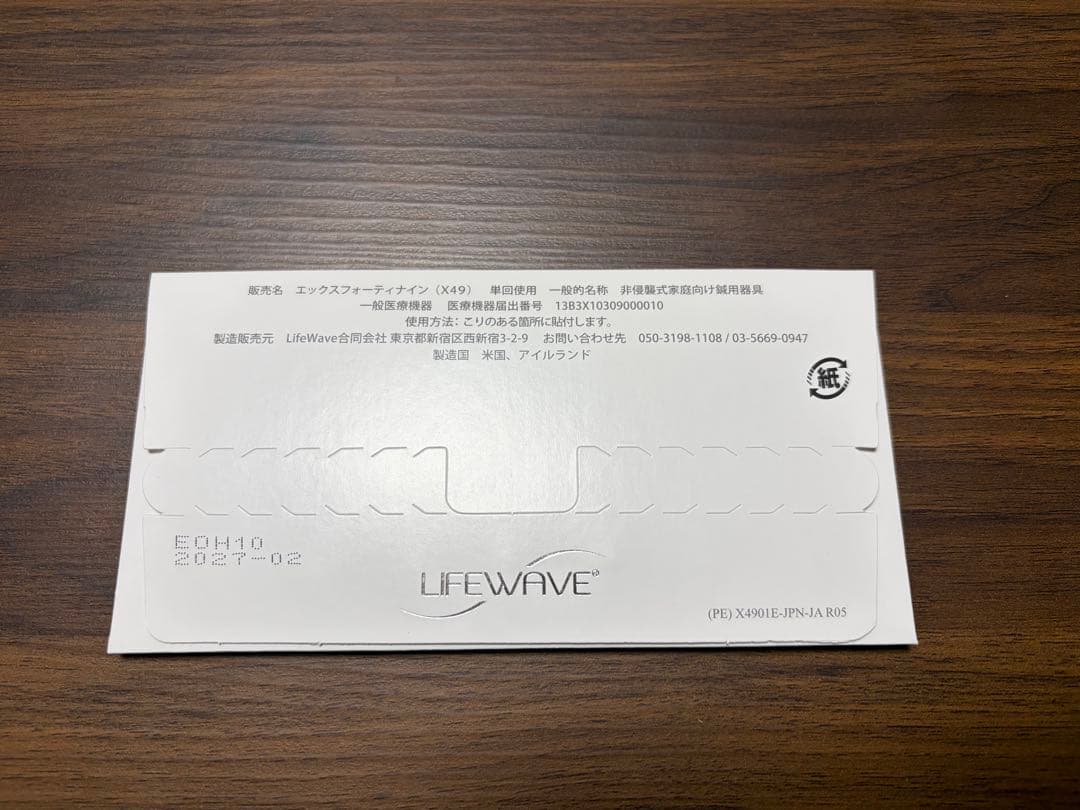 販売名　エックスフォーティナイン（X49）　単回使用　一般的名称　非侵襲式家庭向け鍼用器具
一般医療機器　医療機器届出番号　13B3X10309000010
使用方法：こりのある箇所に貼付します。
製造販売元　LifeWave合同会社 東京都新宿区西新宿3-2-9　お問い合わせ先　050-3198-1108 / 03-5669-0947
製造国　米国、アイルランド
紙
EOH10
2027-02
LIFEWAVE®
(PE) X4901E-JPN-JA R05